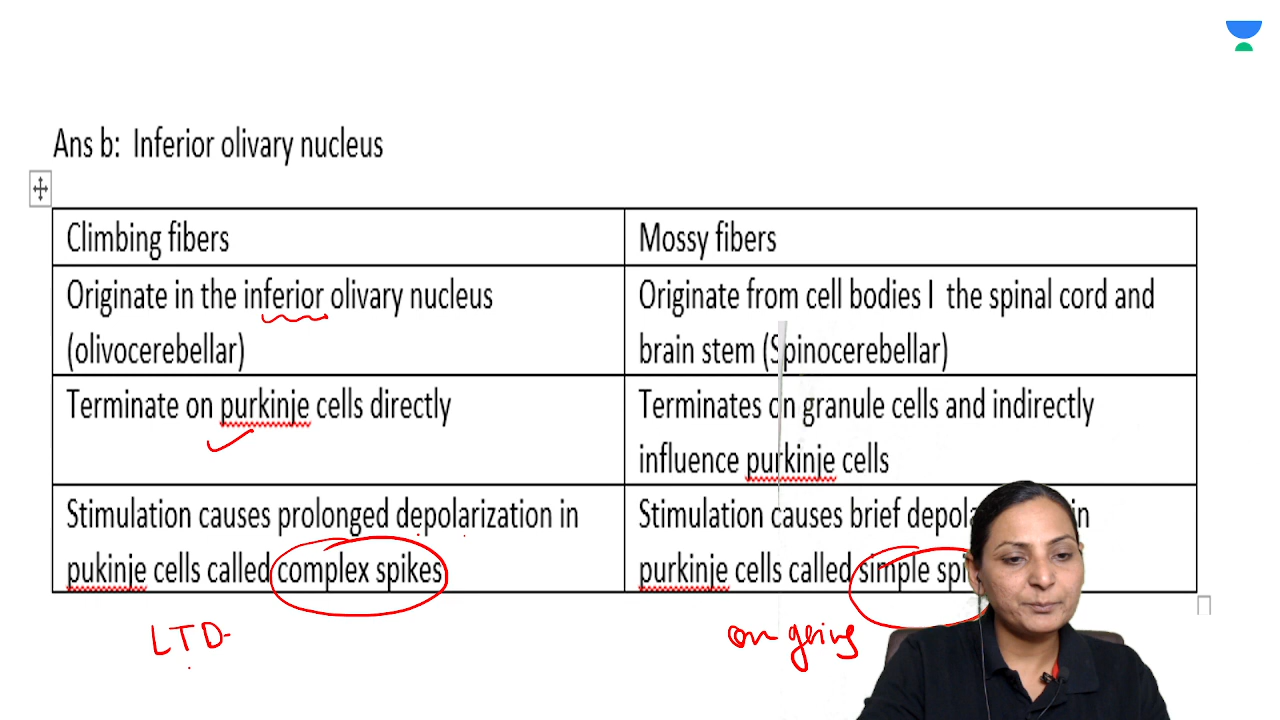 Ans b: Inferior olivary nucleus
Climbing fibers
Mossy fibers
Originate in the inferior olivary nucleus
(olivocerebellar)
Originate from cell bodies I the spinal cord and
brain stem (Spinocerebellar)
Terminate on purkinje cells directly
Terminates on granule cells and indirectly
influence purkinje cells
Stimulation causes prolonged depolarization in
pukinje cells called complex spikes
Stimulation causes brief in
purkinje cells called simple
LTD
on going